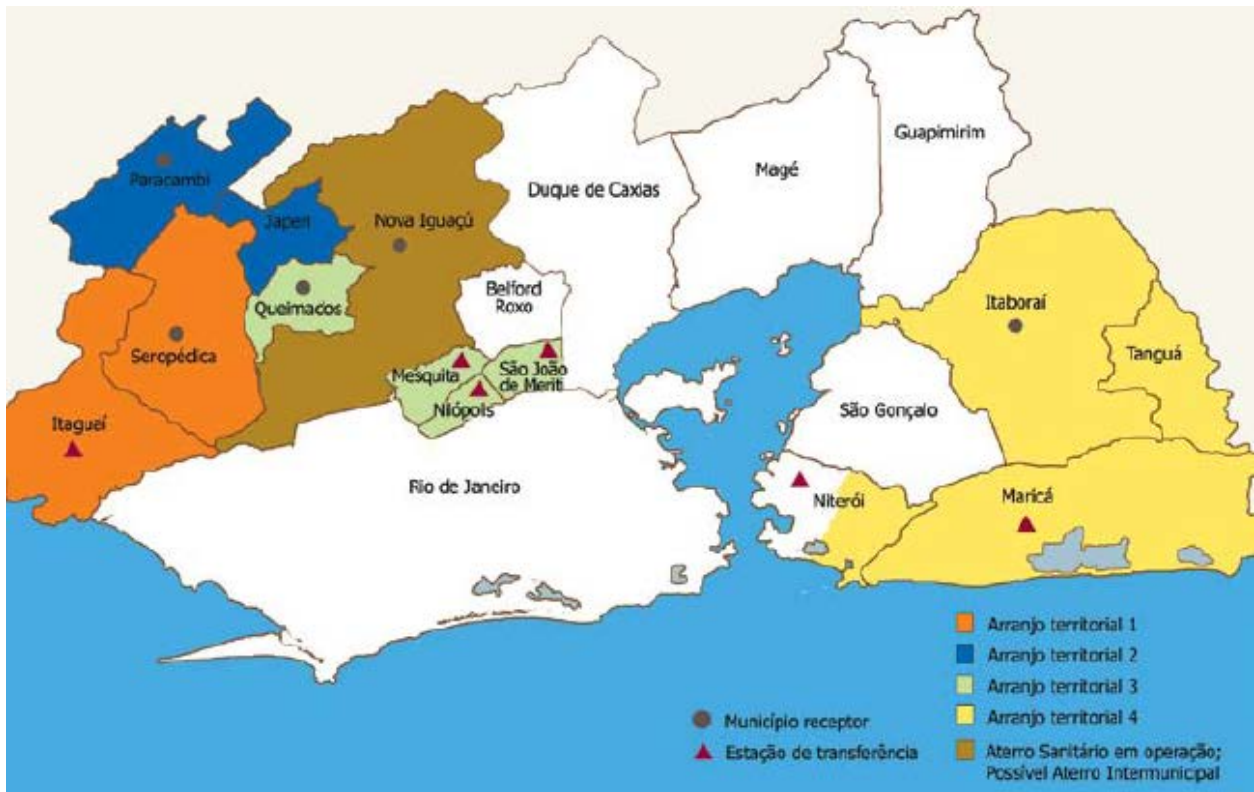 Guapimirim
Magé
Duque de Caxias
Paracambi
Japeri
Nova Iguaçú
Queimados
Belford
Roxo
Itaboraí
Seropédica
Tanguá
Mesquita
São João
de Meriti
Nilópolis
Itagueí
São Gonçalo
Rio de Janeiro
Niterói
Maricá
Arranjo territorial 1
Arranjo territorial 2
Arranjo territorial 3
Arranjo territorial 4
Aterro Sanitário em operação;
Possível Aterro Intermunicipal
Município receptor
Estação de transferência